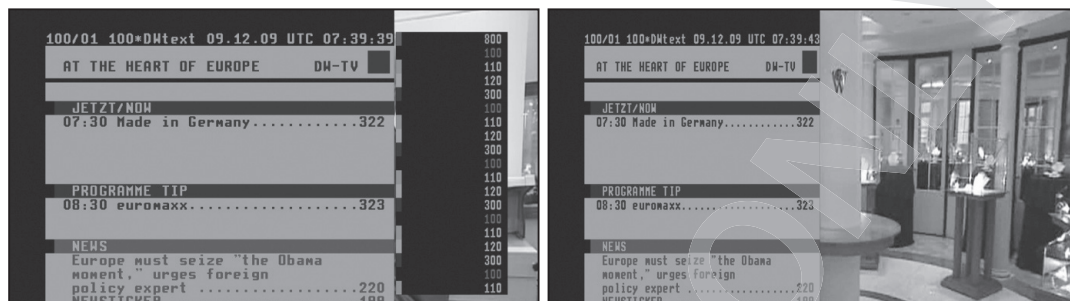 100/01 100*DWtext 09.12.09 UTC 07:39:39
AT THE HEART OF EUROPE DW-TV
JETZT/NOW
07:30 Made in Germany............322
PROGRAMME TIP
08:30 euromaxx..................323
NEWS
Europe must seize "the Obama
moment," urges foreign
policy expert ..............220
NEWSTICKER 100
800
100
110
120
300
100
110
120
300
100
110
120
300
100
110
120
300
100
110
100/01 100*DWtext 09.12.09 UTC 07:39:43
AT THE HEART OF EUROPE DW-TV
JETZT/NOW
07:30 Made in Germany............322
PROGRAMME TIP
08:30 euromaxx..................323
NEWS
Europe must seize "the Obama
moment," urges foreign
policy expert ..............220
NEWSTICKER
W